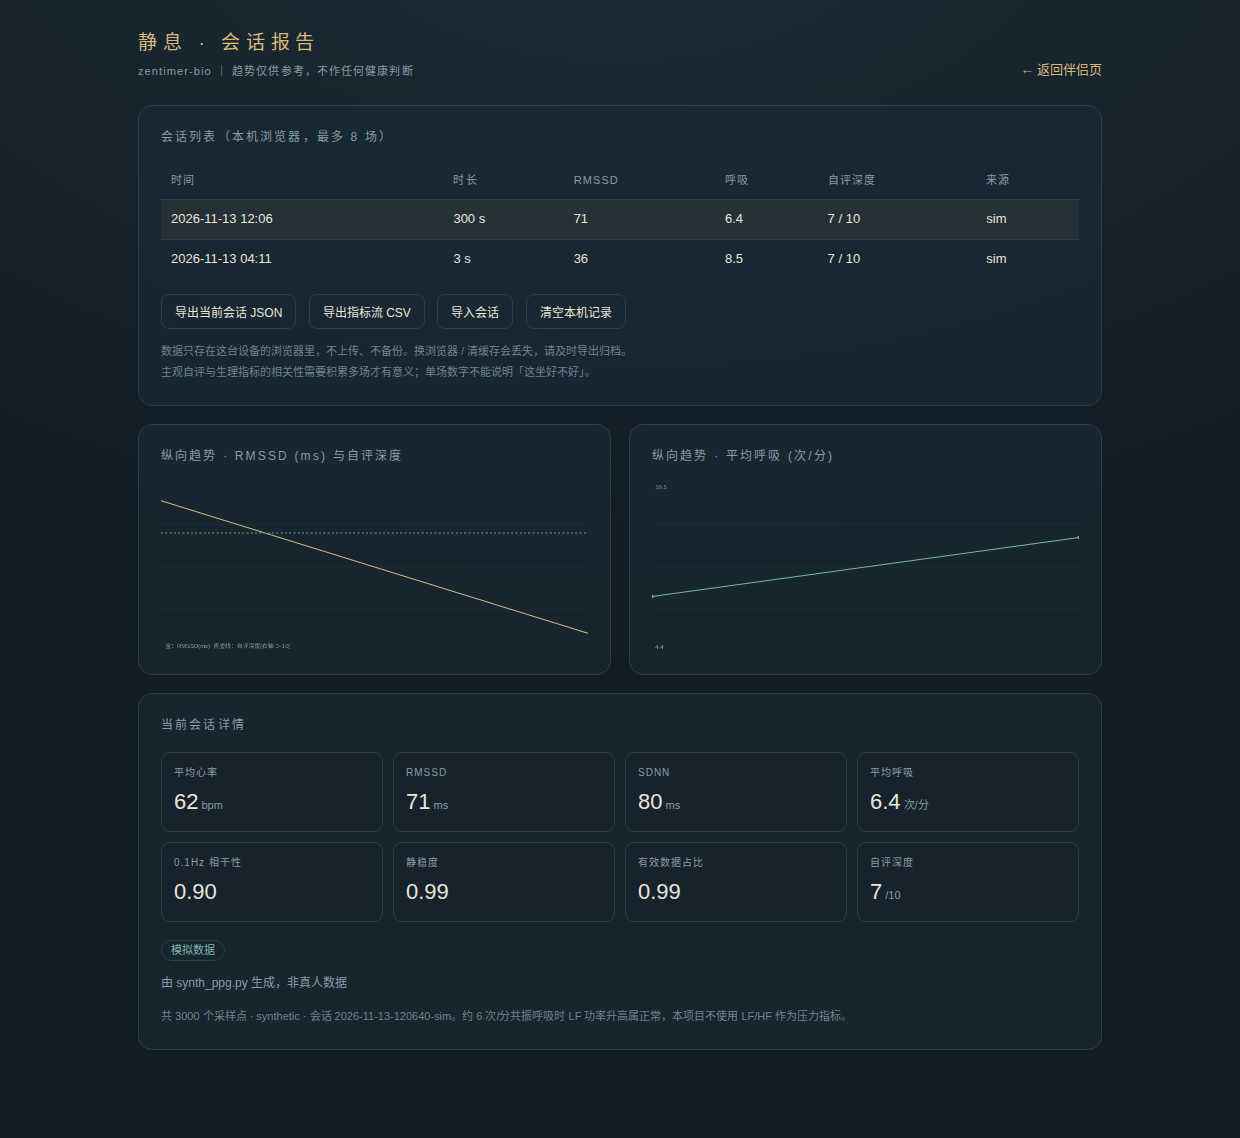 静息 · 会话报告
zentimer-bio ｜ 趋势仅供参考，不作任何健康判断
← 返回伴侣页
会话列表（本机浏览器，最多 8 场）
时间 时长 RMSSD 呼吸 自评深度 来源
2026-11-13 12:06 300 s 71 6.4 7 / 10 sim
2026-11-13 04:11 3 s 36 8.5 7 / 10 sim
导出当前会话 JSON 导出指标流 CSV 导入会话 清空本机记录
数据只存在这台设备的浏览器里，不上传、不备份。换浏览器 / 清缓存会丢失，请及时导出归档。
主观自评与生理指标的相关性需要积累多场才有意义；单场数字不能说明「这坐好不好」。
纵向趋势 · RMSSD (ms) 与自评深度
金：RMSSD(ms) 青虚线：自评深度(右轴 0–10)
纵向趋势 · 平均呼吸 (次/分)
10.5
4.4
当前会话详情
平均心率 RMSSD SDNN 平均呼吸
62 bpm 71 ms 80 ms 6.4 次/分
0.1Hz 相干性 静稳度 有效数据占比 自评深度
0.90 0.99 0.99 7 /10
模拟数据
由 synth_ppg.py 生成，非真人数据
共 3000 个采样点 · synthetic · 会话 2026-11-13-120640-sim。约 6 次/分共振呼吸时 LF 功率升高属正常，本项目不使用 LF/HF 作为压力指标。